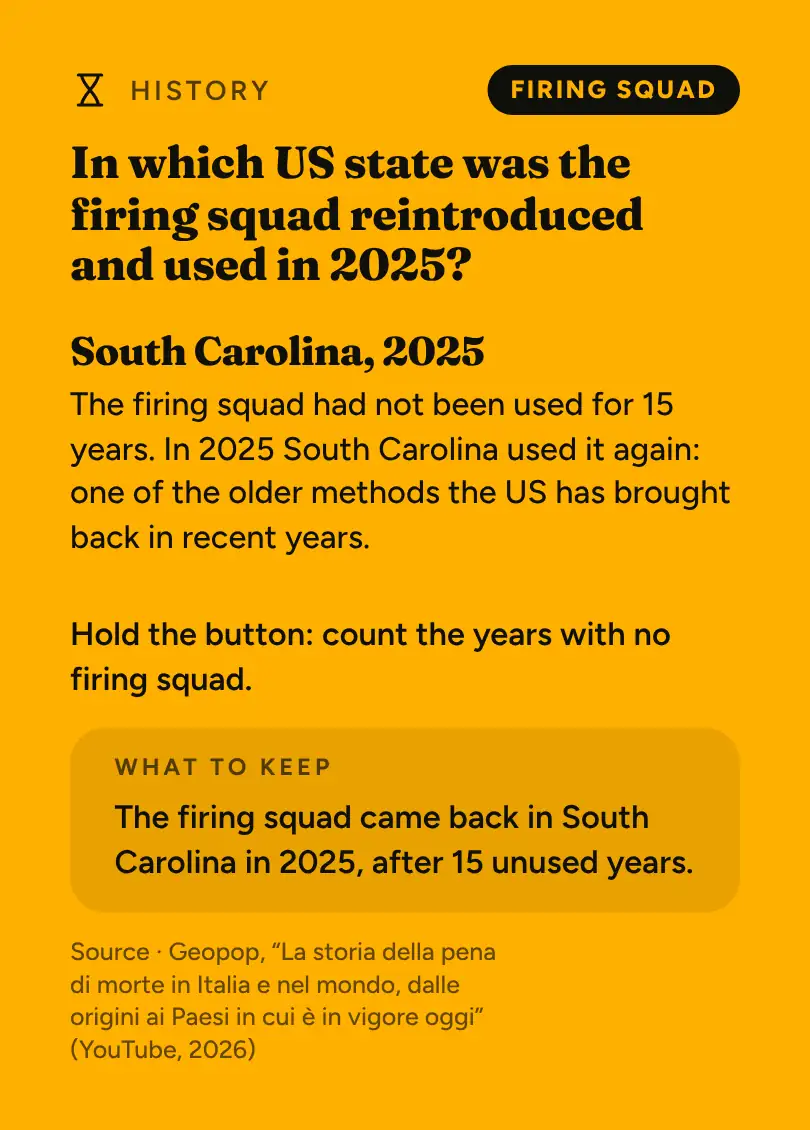 HISTORY
FIRING SQUAD
In which US state was the
firing squad reintroduced
and used in 2025?
South Carolina, 2025
The firing squad had not been used for 15
years. In 2025 South Carolina used it again:
one of the older methods the US has brought
back in recent years.
Hold the button: count the years with no
firing squad.
WHAT TO KEEP
The firing squad came back in South
Carolina in 2025, after 15 unused years.
Source · Geopop, “La storia della pena
di morte in Italia e nel mondo, dalle
origini ai Paesi in cui è in vigore oggi”
(YouTube, 2026)